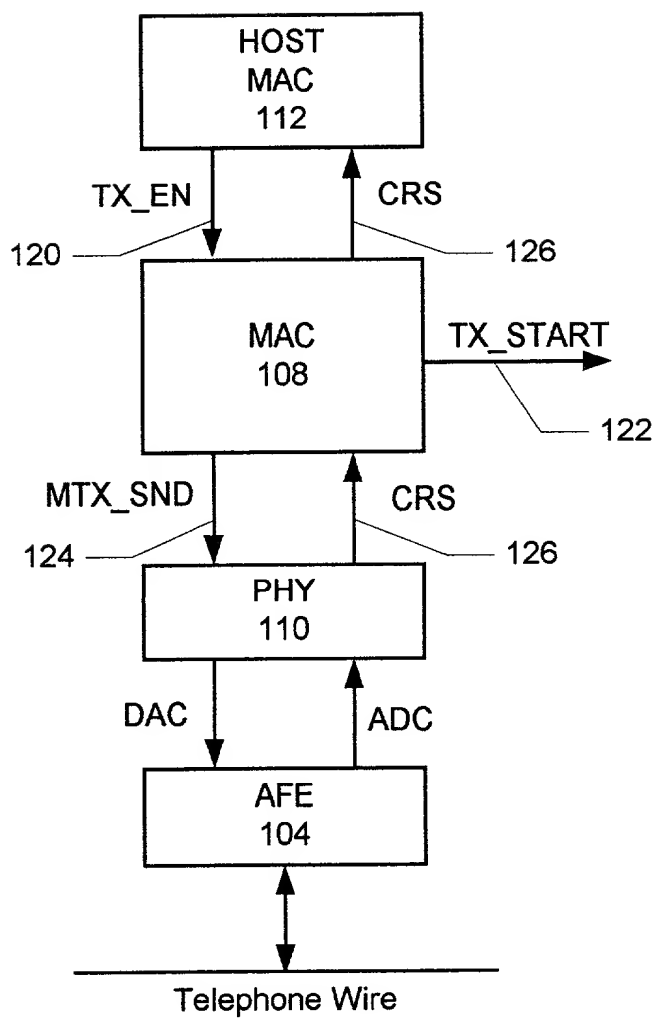 HOST
MAC
112
TX_EN
CRS
120
126
MAC
108
TX_START
122
MTX_SND
CRS
124
126
PHY
110
DAC
ADC
AFE
104
Telephone Wire